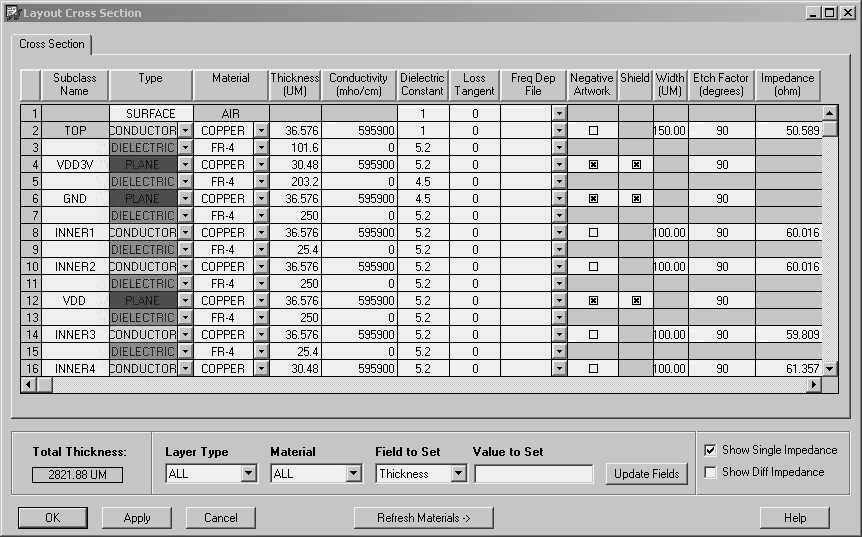 Layout Cross Section
Cross Section
Subclass Name Type Material Thickness (UM) Conductivity (mho/cm) Dielectric Constant Loss Tangent Freq Dep File Negative Artwork Shield Width (UM) Etch Factor (degrees) Impedance (ohm)
1 SURFACE AIR 1 0
2 TOP CONDUCTOR COPPER 36.576 595900 1 0 150.00 90 50.589
3 DIELECTRIC FR-4 101.6 0 5.2 0
4 VDD3V PLANE COPPER 30.48 595900 5.2 0 90
5 DIELECTRIC FR-4 203.2 0 4.5 0
6 GND PLANE COPPER 36.576 595900 4.5 0 90
7 DIELECTRIC FR-4 250 0 5.2 0
8 INNER1 CONDUCTOR COPPER 36.576 595900 5.2 0 100.00 90 60.016
9 DIELECTRIC FR-4 25.4 0 5.2 0
10 INNER2 CONDUCTOR COPPER 36.576 595900 5.2 0 100.00 90 60.016
11 DIELECTRIC FR-4 250 0 5.2 0
12 VDD PLANE COPPER 36.576 595900 5.2 0 90
13 DIELECTRIC FR-4 250 0 5.2 0
14 INNER3 CONDUCTOR COPPER 36.576 595900 5.2 0 100.00 90 59.809
15 DIELECTRIC FR-4 25.4 0 5.2 0
16 INNER4 CONDUCTOR COPPER 30.48 595900 5.2 0 100.00 90 61.357
Total Thickness: Layer Type Material Field to Set Value to Set Show Single Impedance
2821.88 UM ALL ALL Thickness Update Fields Show Diff Impedance
OK Apply Cancel Refresh Materials -> Help